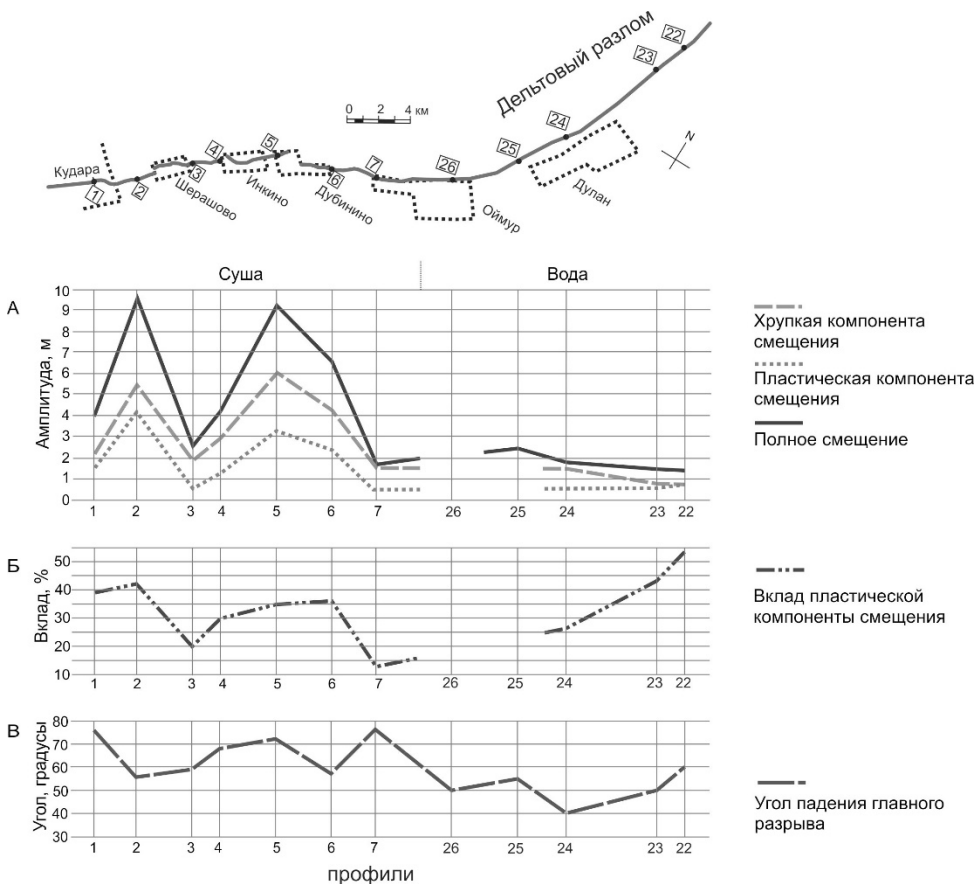 22
23
Дельтовый разлом
0 2 4 км
24
5
4
25
N
7
26
Кудара
3
6
1
2
Шерашово
Инкино
Дубинино
Оймур
Дулан
Суша
Вода
А
Амплитуда, м
10
9
8
7
6
5
4
3
2
1
0
1 2 3 4 5 6 7 26 25 24 23 22
Хрупкая компонента
смещения
Пластическая компонента
смещения
Полное смещение
Б
Вклад, %
50
40
30
20
10
1 2 3 4 5 6 7 26 25 24 23 22
Вклад пластической
компоненты смещения
В
Угол, градусы
80
70
60
50
40
30
1 2 3 4 5 6 7 26 25 24 23 22
профили
Угол падения главного
разрыва